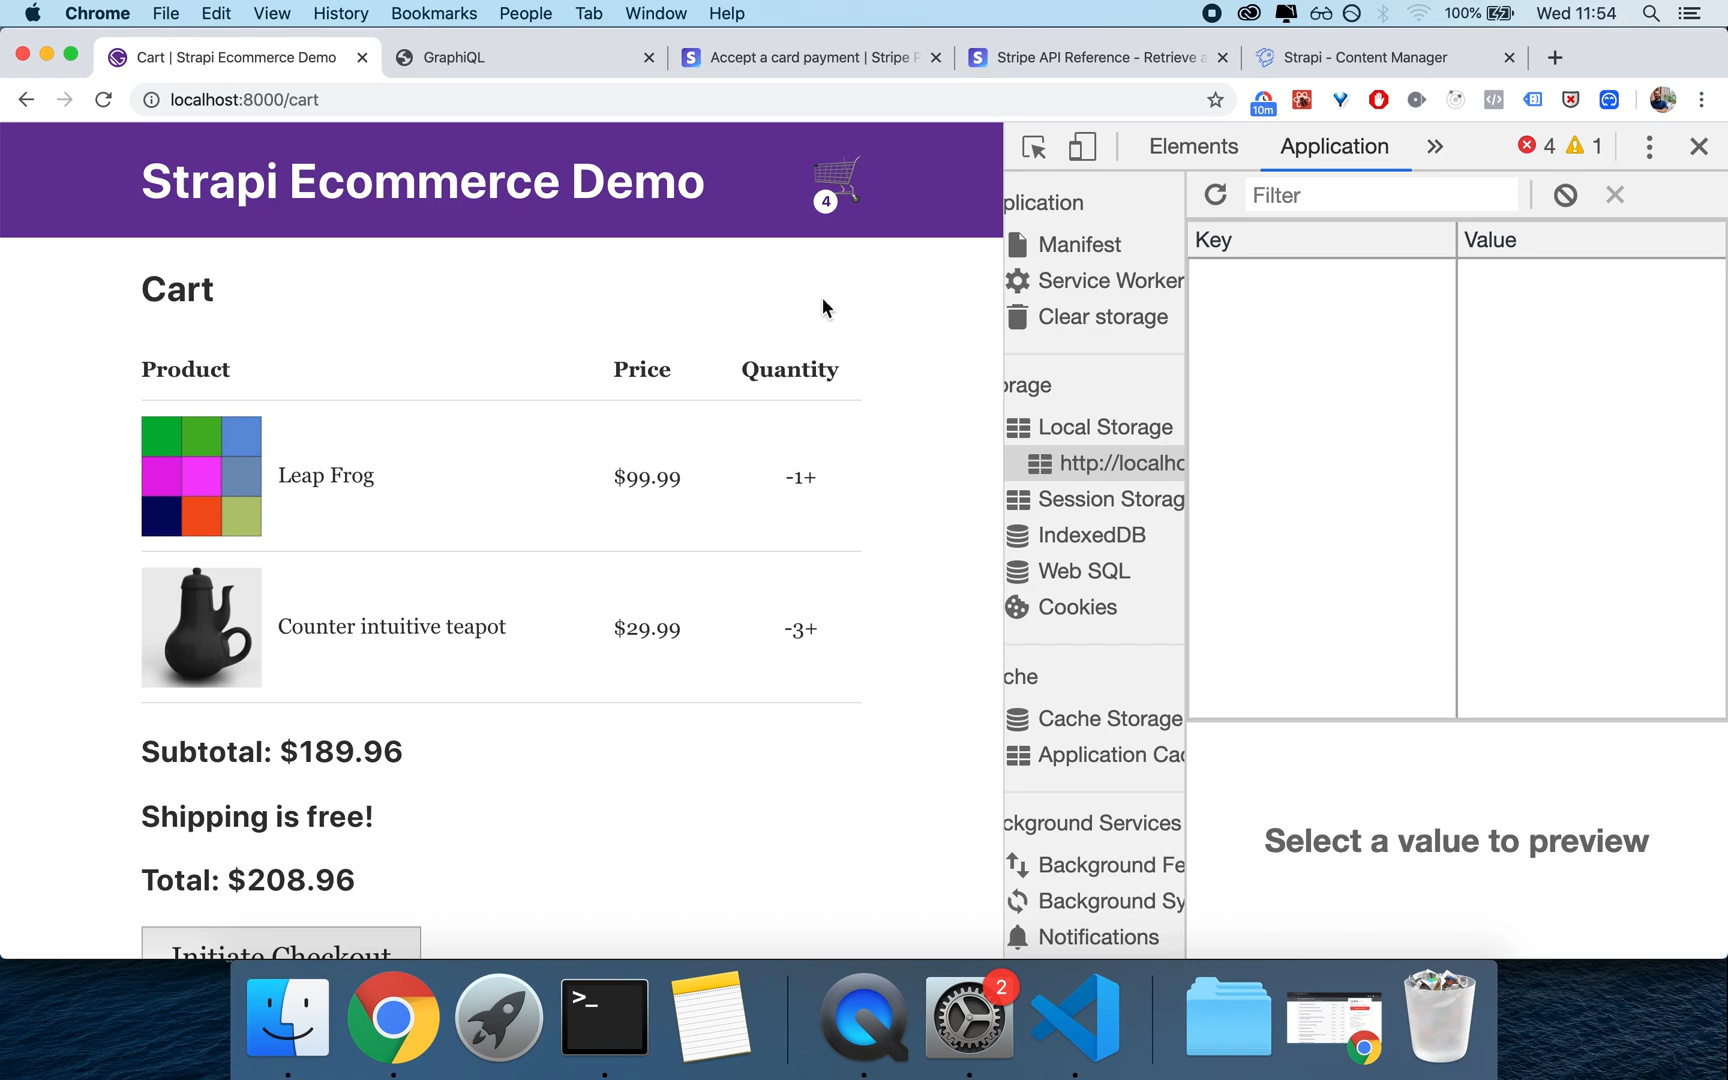 Chrome File Edit View History Bookmarks People Tab Window Help 100% Wed 11:54
Cart | Strapi Ecommerce Demo GraphiQL Accept a card payment | Stripe P Stripe API Reference - Retrieve a Strapi - Content Manager
localhost:8000/cart 10m
Strapi Ecommerce Demo 4
Elements Application 4 1
plication
Manifest
Service Worker
Clear storage
orage
Local Storage
http://localho
Session Storag
IndexedDB
Web SQL
Cookies
che
Cache Storage
Application Cac
ckground Services
Background Fe
Background Sy
Notifications
Filter
Key Value
Select a value to preview
Cart
Product Price Quantity
Leap Frog $99.99 -1+
Counter intuitive teapot $29.99 -3+
Subtotal: $189.96
Shipping is free!
Total: $208.96
Initiate Checkout
2